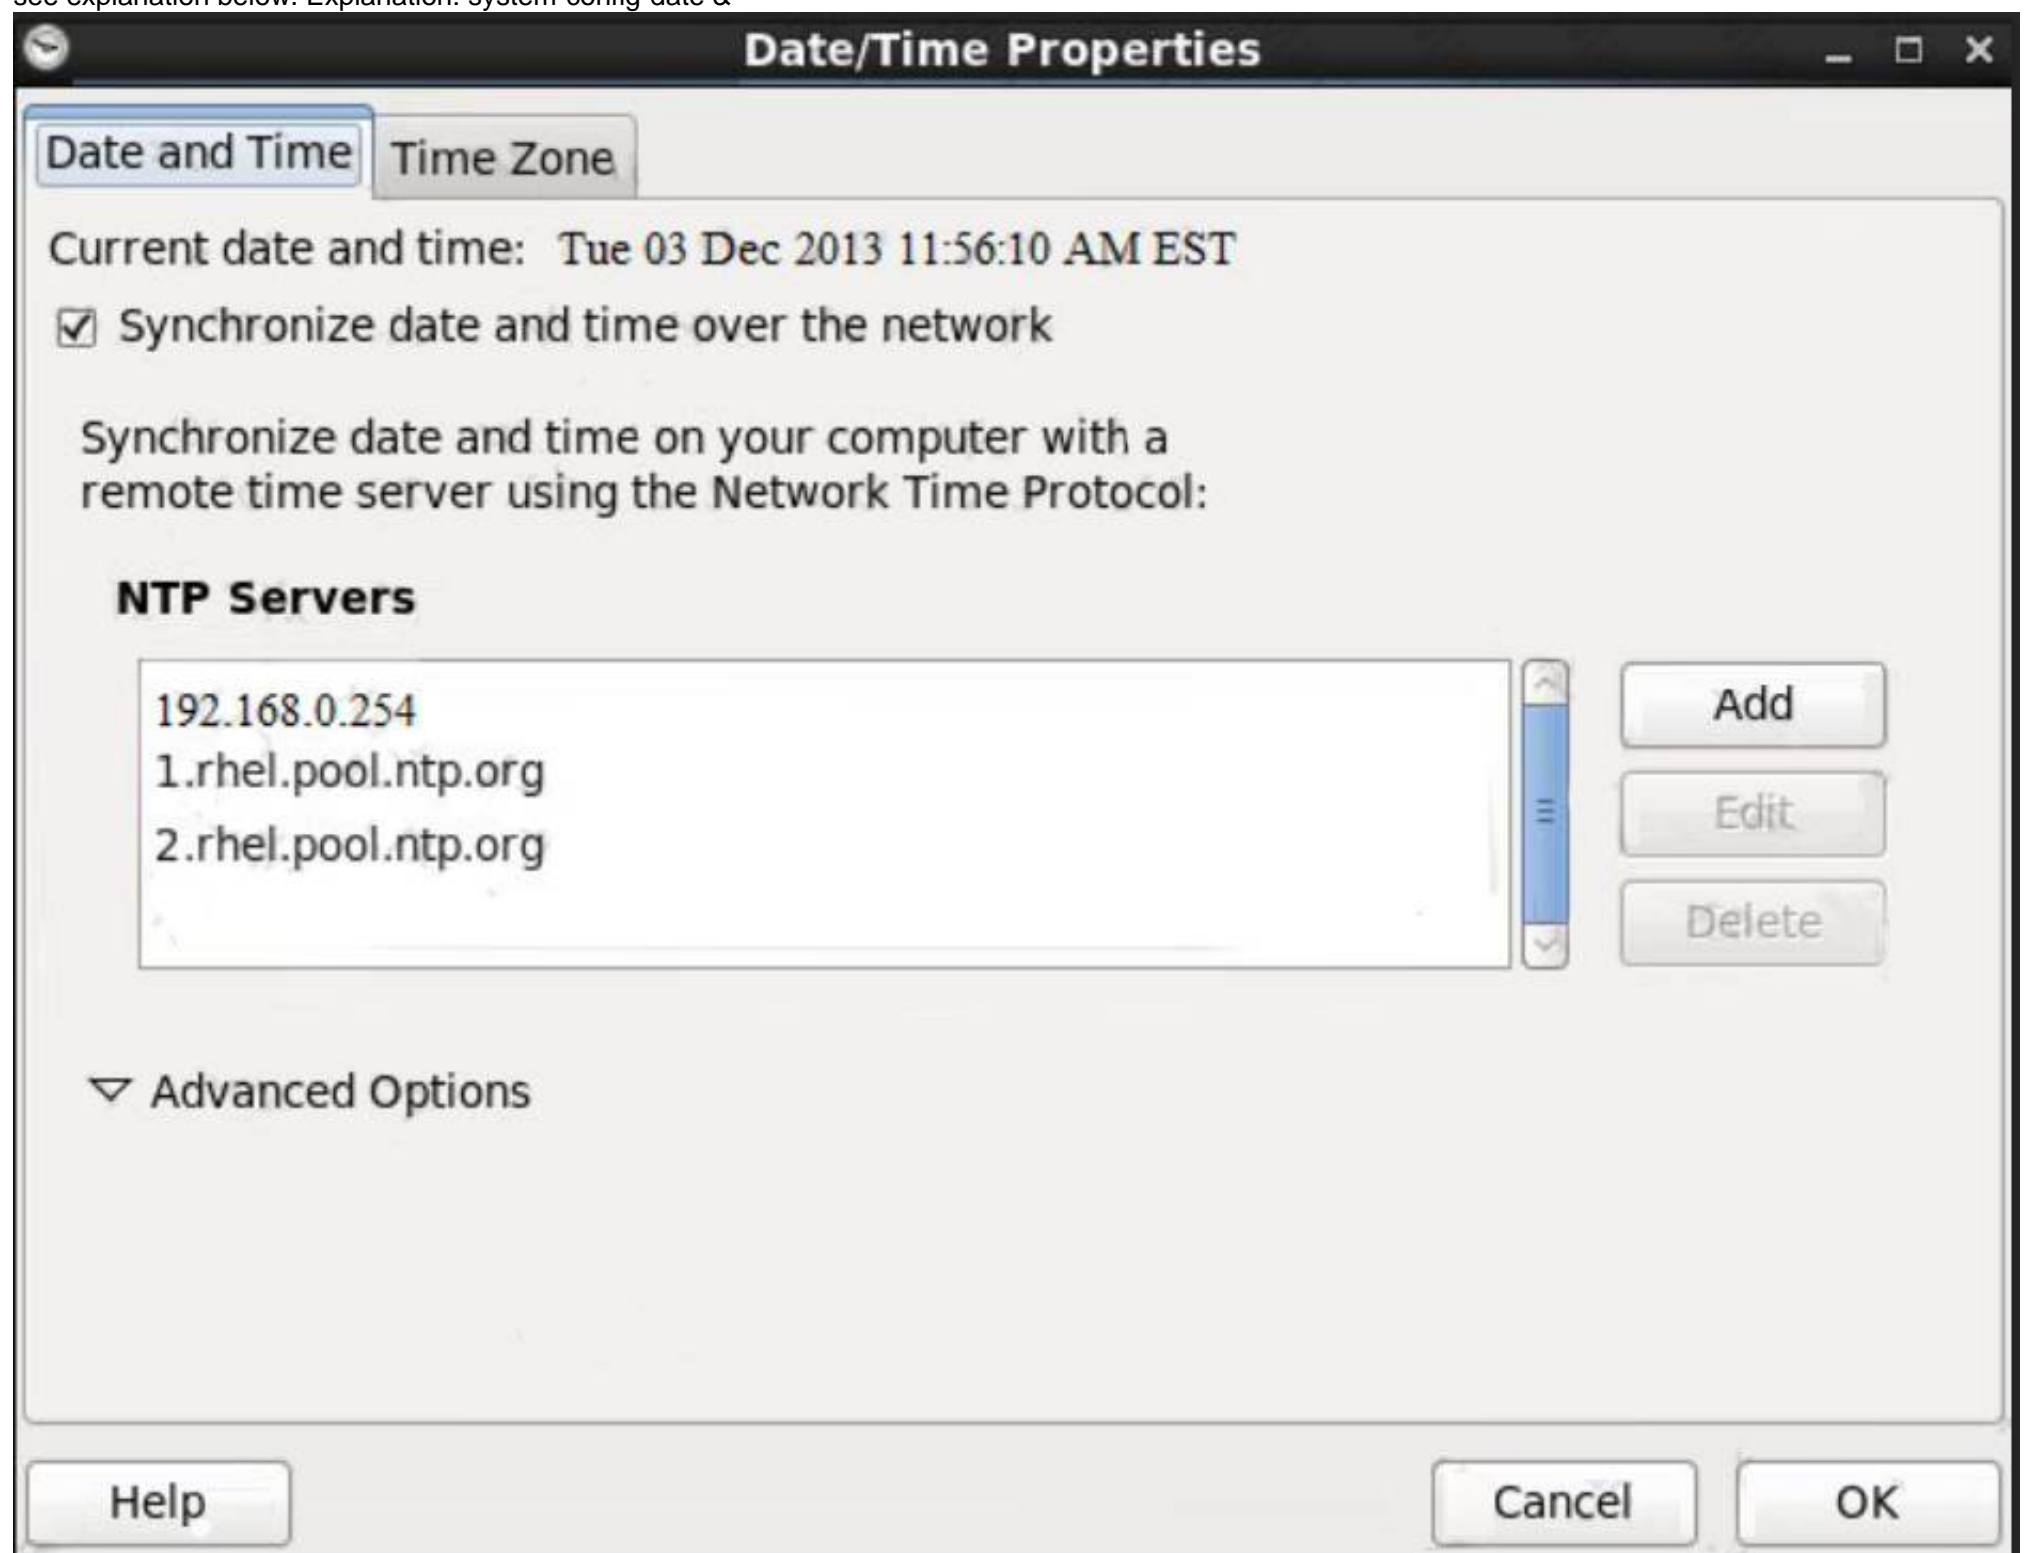 see explanation below. Explanation: system-config-date &
Date/Time Properties
Date and Time
Time Zone
Current date and time: Tue 03 Dec 2013 11:56:10 AM EST
Synchronize date and time over the network
Synchronize date and time on your computer with a
remote time server using the Network Time Protocol:
NTP Servers
192.168.0.254
1.rhel.pool.ntp.org
2.rhel.pool.ntp.org
Add
Edit
Delete
Advanced Options
Help
Cancel
OK